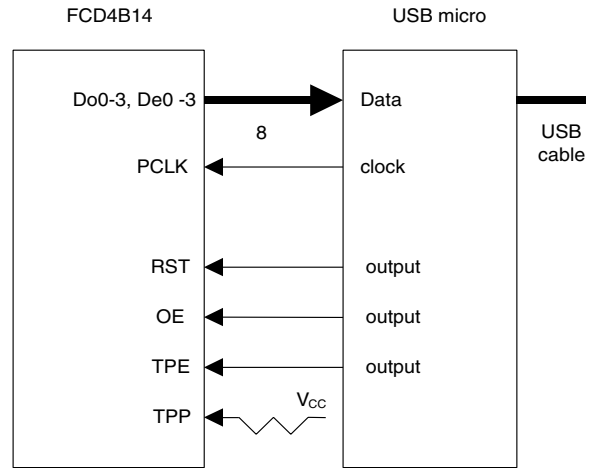 FCD4B14 USB micro
Do0-3, De0 -3 Data
8 USB
cable
PCLK clock
RST output
OE output
TPE output
TPP VCC